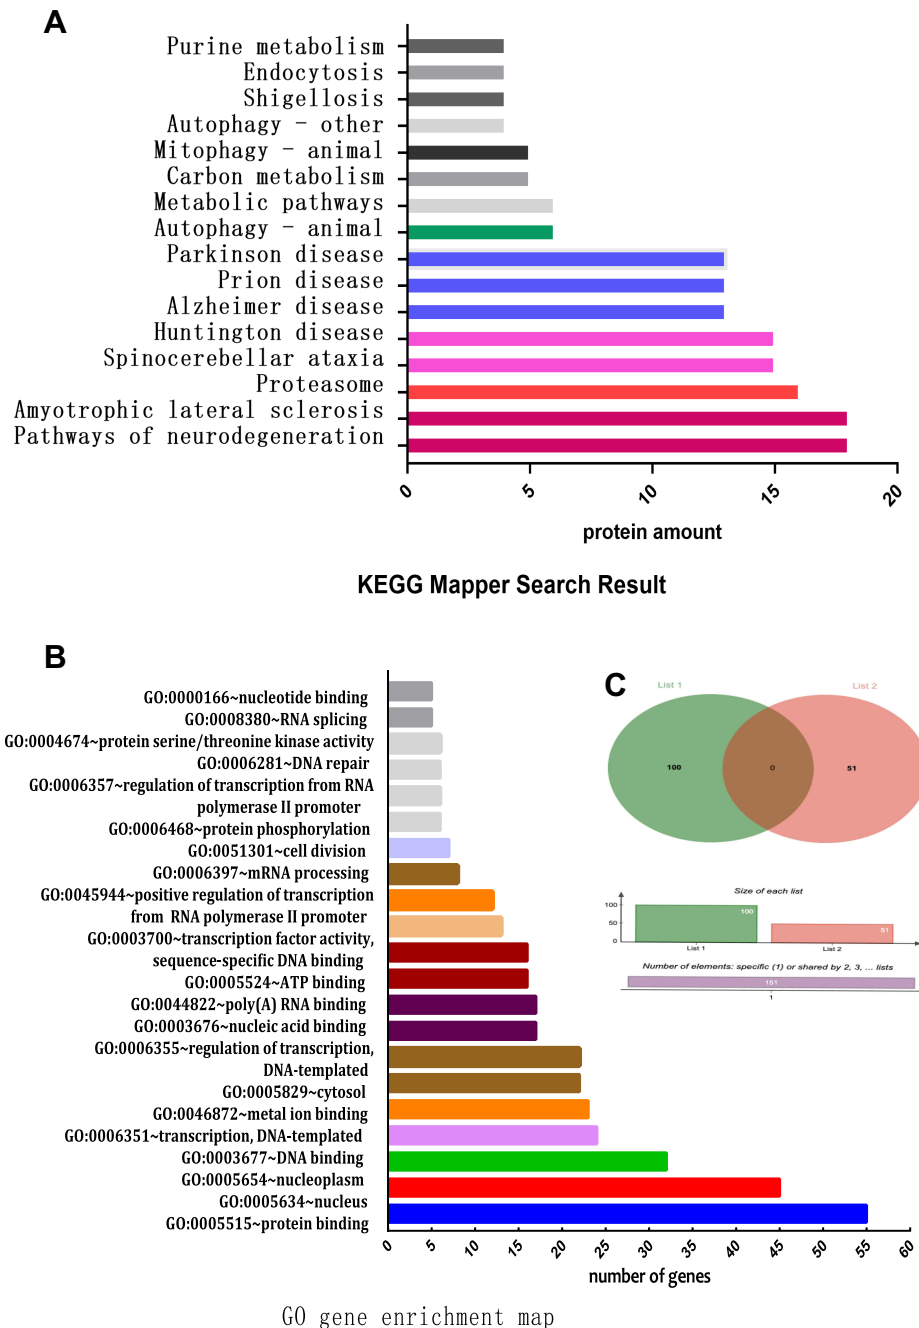 A
Purine metabolism
Endocytosis
Shigellosis
Autophagy - other
Mitophagy - animal
Carbon metabolism
Metabolic pathways
Autophagy - animal
Parkinson disease
Prion disease
Alzheimer disease
Huntington disease
Spinocerebellar ataxia
Proteasome
Amyotrophic lateral sclerosis
Pathways of neurodegeneration
0 5 10 15 20
protein amount
KEGG Mapper Search Result
B
GO:0000166~nucleotide binding
GO:0008380~RNA splicing
GO:0004674~protein serine/threonine kinase activity
GO:0006281~DNA repair
GO:0006357~regulation of transcription from RNA
polymerase II promoter
GO:0006468~protein phosphorylation
GO:0051301~cell division
GO:0006397~mRNA processing
GO:0045944~positive regulation of transcription
from RNA polymerase II promoter
GO:0003700~transcription factor activity,
sequence-specific DNA binding
GO:0005524~ATP binding
GO:0044822~poly(A) RNA binding
GO:0003676~nucleic acid binding
GO:0006355~regulation of transcription,
DNA-templated
GO:0005829~cytosol
GO:0046872~metal ion binding
GO:0006351~transcription, DNA-templated
GO:0003677~DNA binding
GO:0005654~nucleoplasm
GO:0005634~nucleus
GO:0005515~protein binding
0 5 10 15 20 25 30 35 40 45 50 55 60
number of genes
GO gene enrichment map
C
List 1 List 2
100 0 51
Size of each list
100
50
0
100
51
List 1 List 2
Number of elements: specific (1) or shared by 2, 3, ... lists
151
1